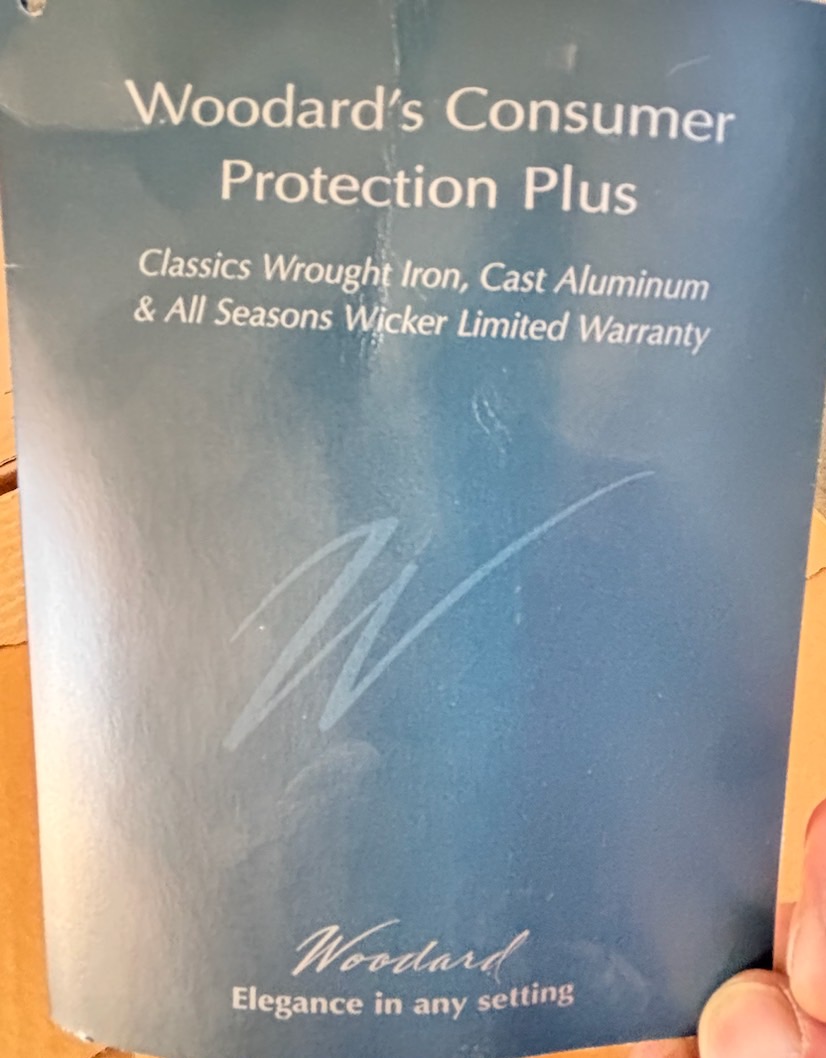 Woodard's Consumer
Protection Plus
Classics Wrought Iron, Cast Aluminum
& All Seasons Wicker Limited Warranty
W
Woodard
Elegance in any setting